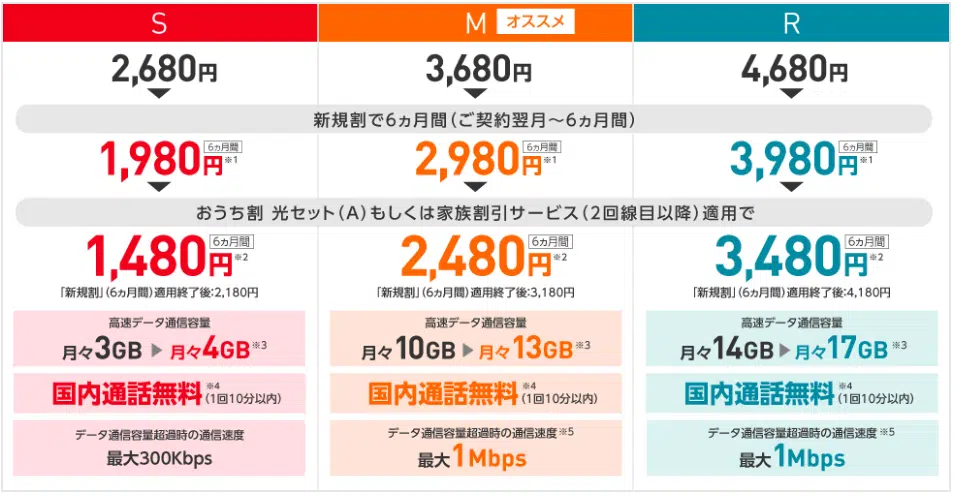 S
M オススメ
R
2,680円
3,680円
4,680円
新規割で6ヵ月間（ご契約翌月～6ヵ月間）
1,980円 6ヵ月間 ※1
2,980円 6ヵ月間 ※1
3,980円 6ヵ月間 ※1
おうち割 光セット（A）もしくは家族割引サービス（2回線目以降）適用で
1,480円 6ヵ月間 ※2
2,480円 6ヵ月間 ※2
3,480円 6ヵ月間 ※2
「新規割」（6ヵ月間）適用終了後：2,180円
「新規割」（6ヵ月間）適用終了後：3,180円
「新規割」（6ヵ月間）適用終了後：4,180円
高速データ通信容量
月々3GB ▶ 月々4GB ※3
高速データ通信容量
月々10GB ▶ 月々13GB ※3
高速データ通信容量
月々14GB ▶ 月々17GB ※3
国内通話無料 ※4 （1回10分以内）
国内通話無料 ※4 （1回10分以内）
国内通話無料 ※4 （1回10分以内）
データ通信容量超過時の通信速度
最大300Kbps
データ通信容量超過時の通信速度 ※5
最大1Mbps
データ通信容量超過時の通信速度 ※5
最大1Mbps